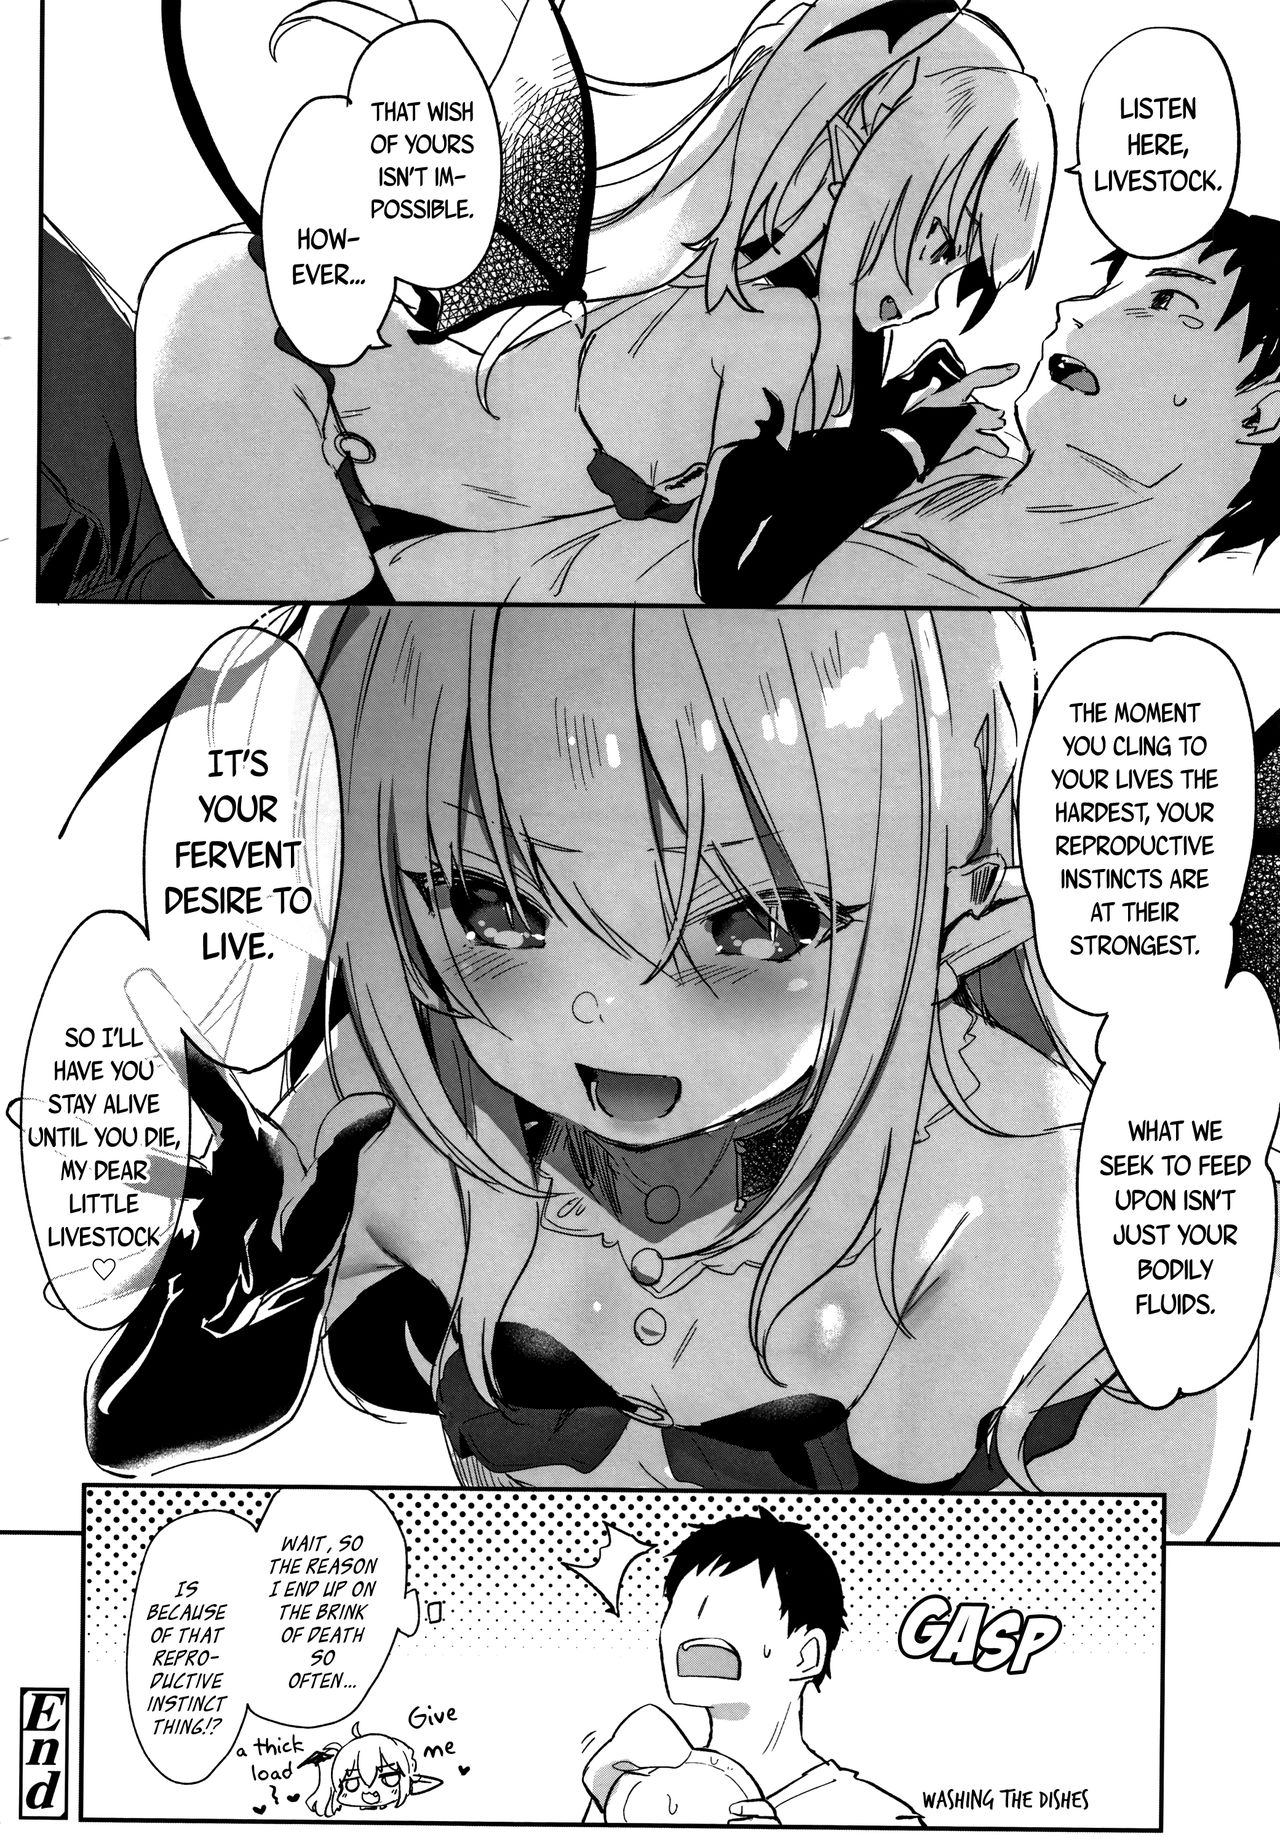 LISTEN
HERE,
LIVESTOCK.
THAT WISH
OF YOURS
ISN'T IM-
POSSIBLE.
HOW-
EVER...
THE MOMENT
YOU CLING TO
YOUR LIVES THE
HARDEST, YOUR
REPRODUCTIVE
INSTINCTS ARE
AT THEIR
STRONGEST.
WHAT WE
SEEK TO FEED
UPON ISN'T
JUST YOUR
BODILY
FLUIDS.
IT'S
YOUR
FERVENT
DESIRE TO
LIVE.
SO I'LL
HAVE YOU
STAY ALIVE
UNTIL YOU DIE,
MY DEAR
LITTLE
LIVESTOCK
♡
GASP
WASHING THE DISHES
WAIT, SO
THE REASON
I END UP ON
THE BRINK
OF DEATH
SO
OFTEN...
IS
BECAUSE
OF THAT
REPRO-
DUCTIVE
INSTINCT
THING!?
Give
me
a thick
load
End